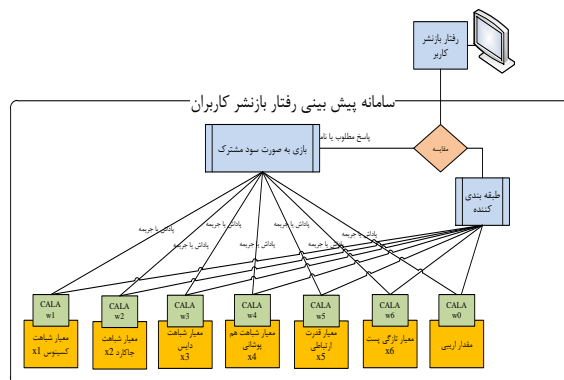 رفتار بازنشر
کاربر
سامانه پیش بینی رفتار بازنشر کاربران
بازی به صورت سود مشترک
پاسخ مطلوب یا نام
مقایسه
طبقه بندی
کننده
پاداش یا جریمه
پاداش یا جریمه
پاداش یا جریمه
پاداش یا جریمه
پاداش یا جریمه
پاداش یا جریمه
پاداش یا جریمه
CALA
w1
معیار شباهت
کسینوس x1
CALA
w2
معیار شباهت
جاکارد x2
CALA
w3
معیار شباهت
دایس
x3
CALA
w4
معیار شباهت هم
پوشانی
x4
CALA
w5
معیار قدرت
ارتباطی
x5
CALA
w6
معیار تازگی پست
x6
CALA
w0
مقدار اریبی